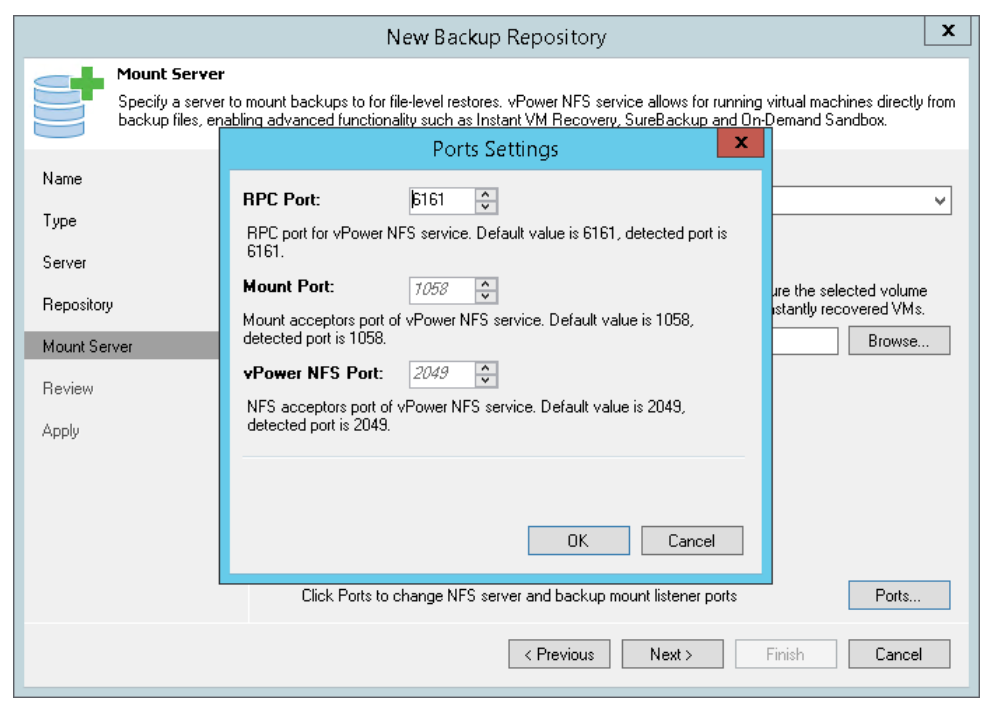 New Backup Repository
x
Mount Server
Specify a server to mount backups to for file-level restores. vPower NFS service allows for running virtual machines directly from
backup files, enabling advanced functionality such as Instant VM Recovery, SureBackup and On-Demand Sandbox.
Name
Type
Server
Repository
Mount Server
Review
Apply
Ports Settings
x
RPC Port: 6161
RPC port for vPower NFS service. Default value is 6161, detected port is
6161.
Mount Port: 1058
Mount acceptors port of vPower NFS service. Default value is 1058,
detected port is 1058.
vPower NFS Port: 2049
NFS acceptors port of vPower NFS service. Default value is 2049,
detected port is 2049.
OK Cancel
the selected volume
recovered VMs.
Browse...
Click Ports to change NFS server and backup mount listener ports
Ports...
< Previous Next > Finish Cancel